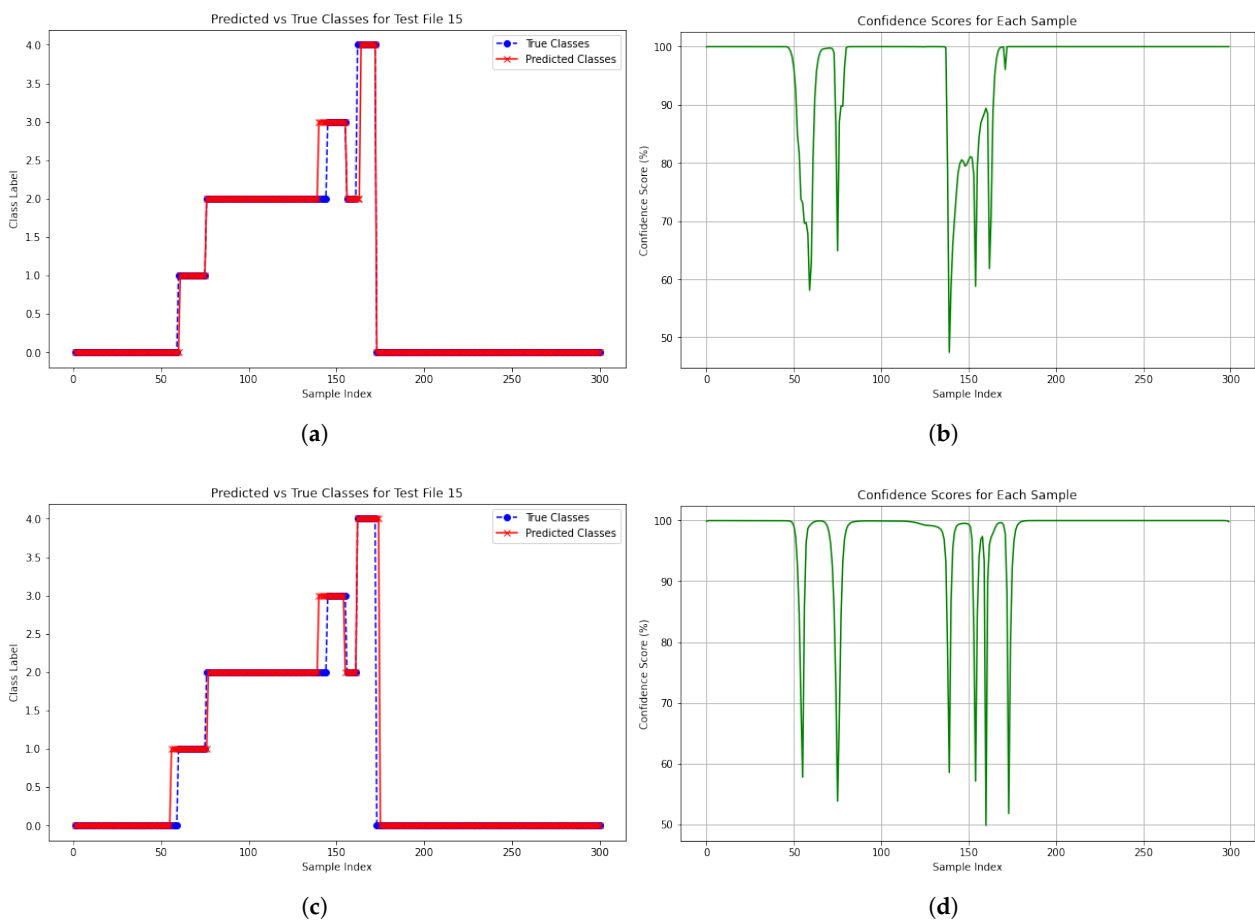 Predicted vs True Classes for Test File 15
Class Label
4.0
3.5
3.0
2.5
2.0
1.5
1.0
0.5
0.0
True Classes
Predicted Classes
0 50 100 150 200 250 300
Sample Index
(a)
Confidence Scores for Each Sample
Confidence Score (%)
100
90
80
70
60
50
0 50 100 150 200 250 300
Sample Index
(b)
Predicted vs True Classes for Test File 15
Class Label
4.0
3.5
3.0
2.5
2.0
1.5
1.0
0.5
0.0
True Classes
Predicted Classes
0 50 100 150 200 250 300
Sample Index
(c)
Confidence Scores for Each Sample
Confidence Score (%)
100
90
80
70
60
50
0 50 100 150 200 250 300
Sample Index
(d)